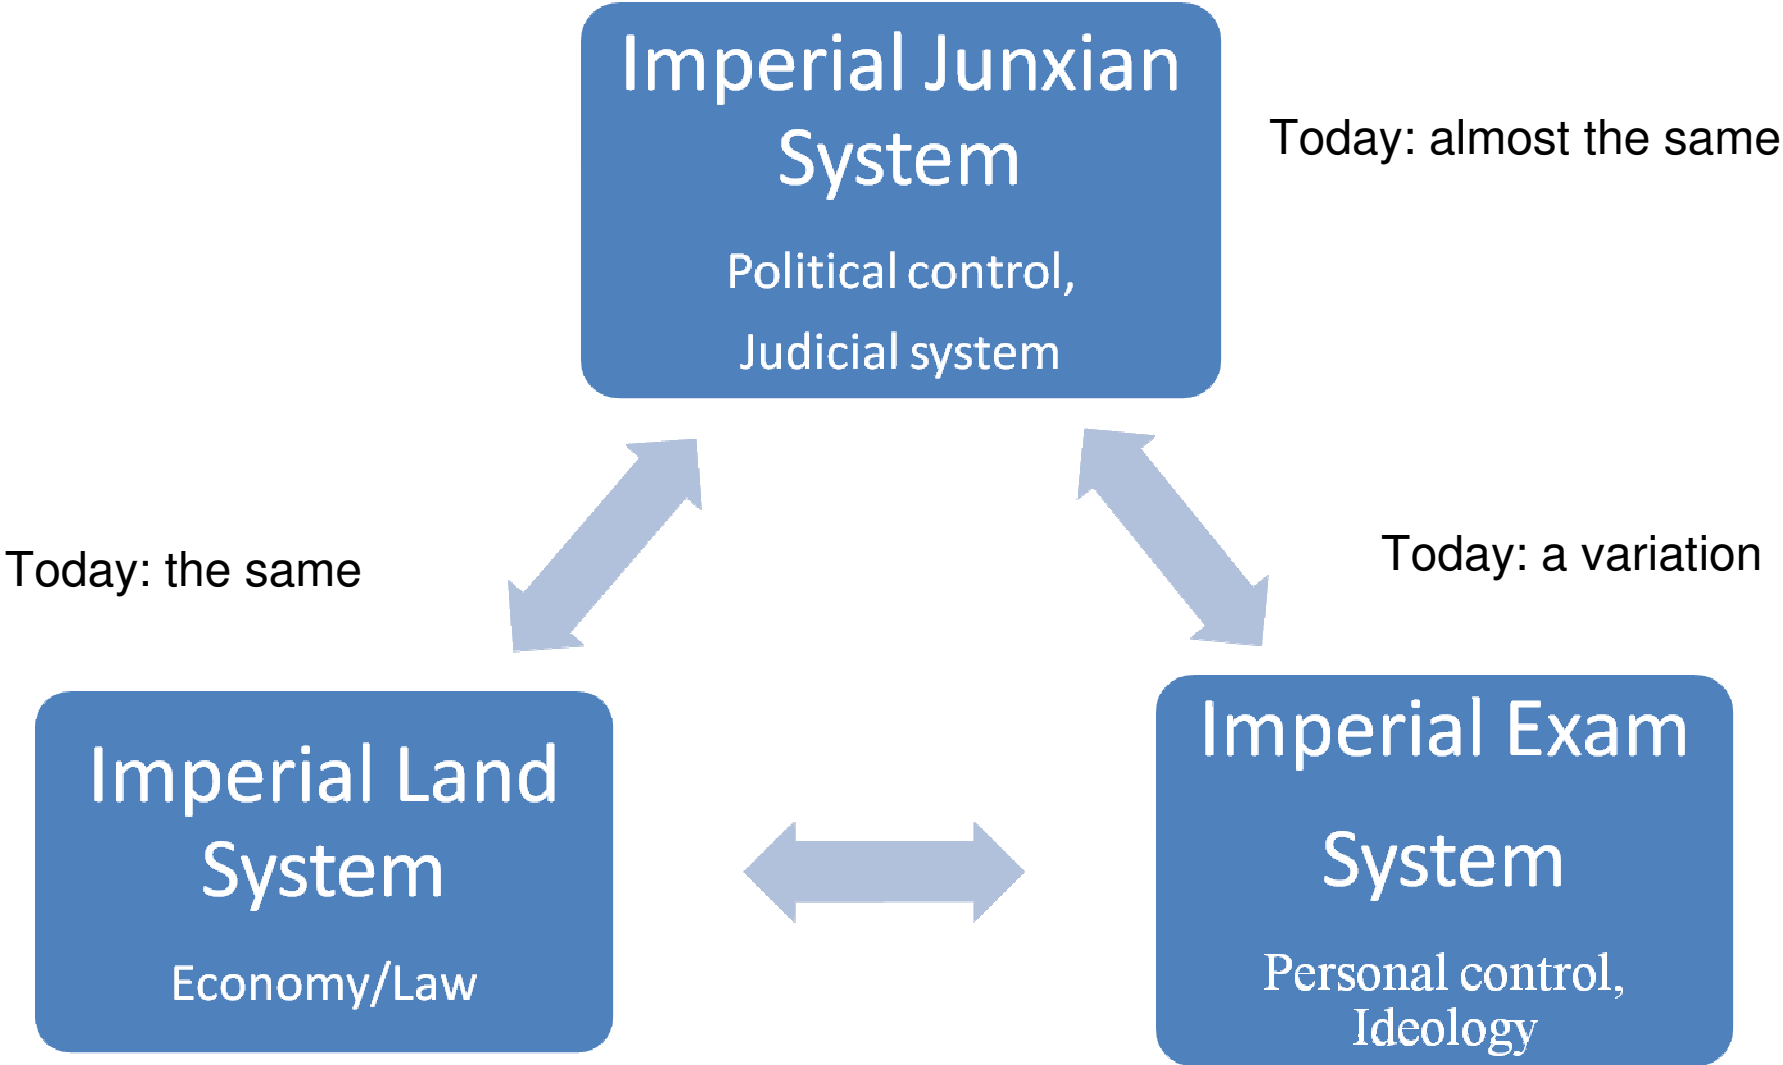 Imperial Junxian
System
Political control,
Judicial system
Today: almost the same
Today: the same
Today: a variation
Imperial Land
System
Economy/Law
Imperial Exam
System
Personal control,
Ideology